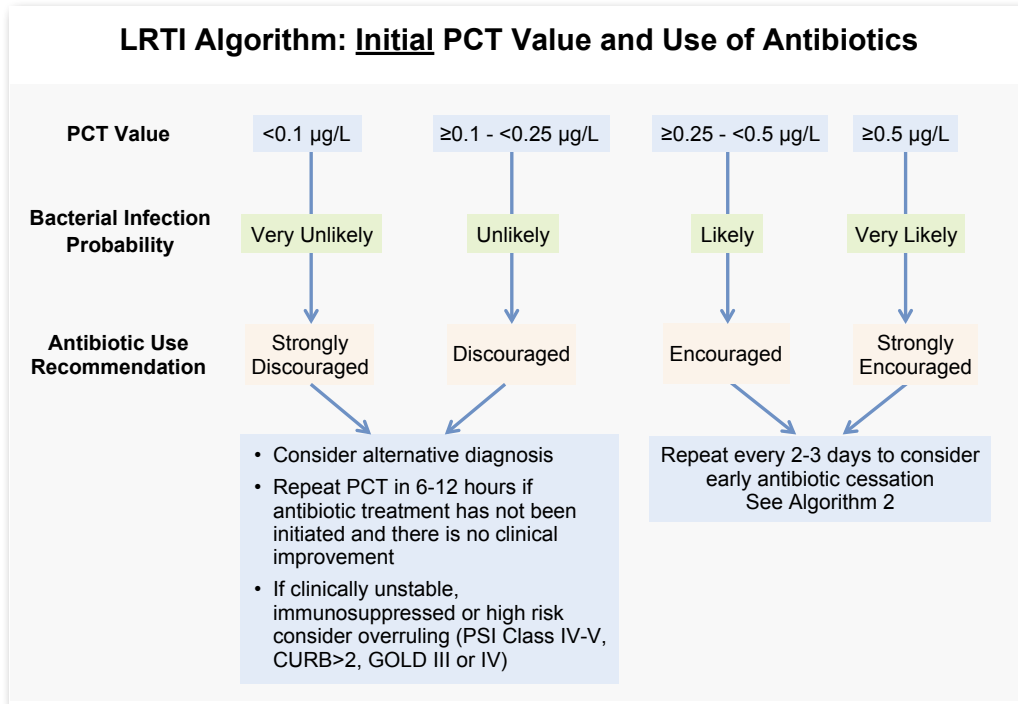 LRTI Algorithm: Initial PCT Value and Use of Antibiotics
PCT Value
<0.1 µg/L
≥0.1 - <0.25 µg/L
≥0.25 - <0.5 µg/L
≥0.5 µg/L
Bacterial Infection
Probability
Very Unlikely
Unlikely
Likely
Very Likely
Antibiotic Use
Recommendation
Strongly
Discouraged
Discouraged
Encouraged
Strongly
Encouraged
• Consider alternative diagnosis
• Repeat PCT in 6-12 hours if
antibiotic treatment has not been
initiated and there is no clinical
improvement
• If clinically unstable,
immunosuppressed or high risk
consider overruling (PSI Class IV-V,
CURB>2, GOLD III or IV)
Repeat every 2-3 days to consider
early antibiotic cessation
See Algorithm 2